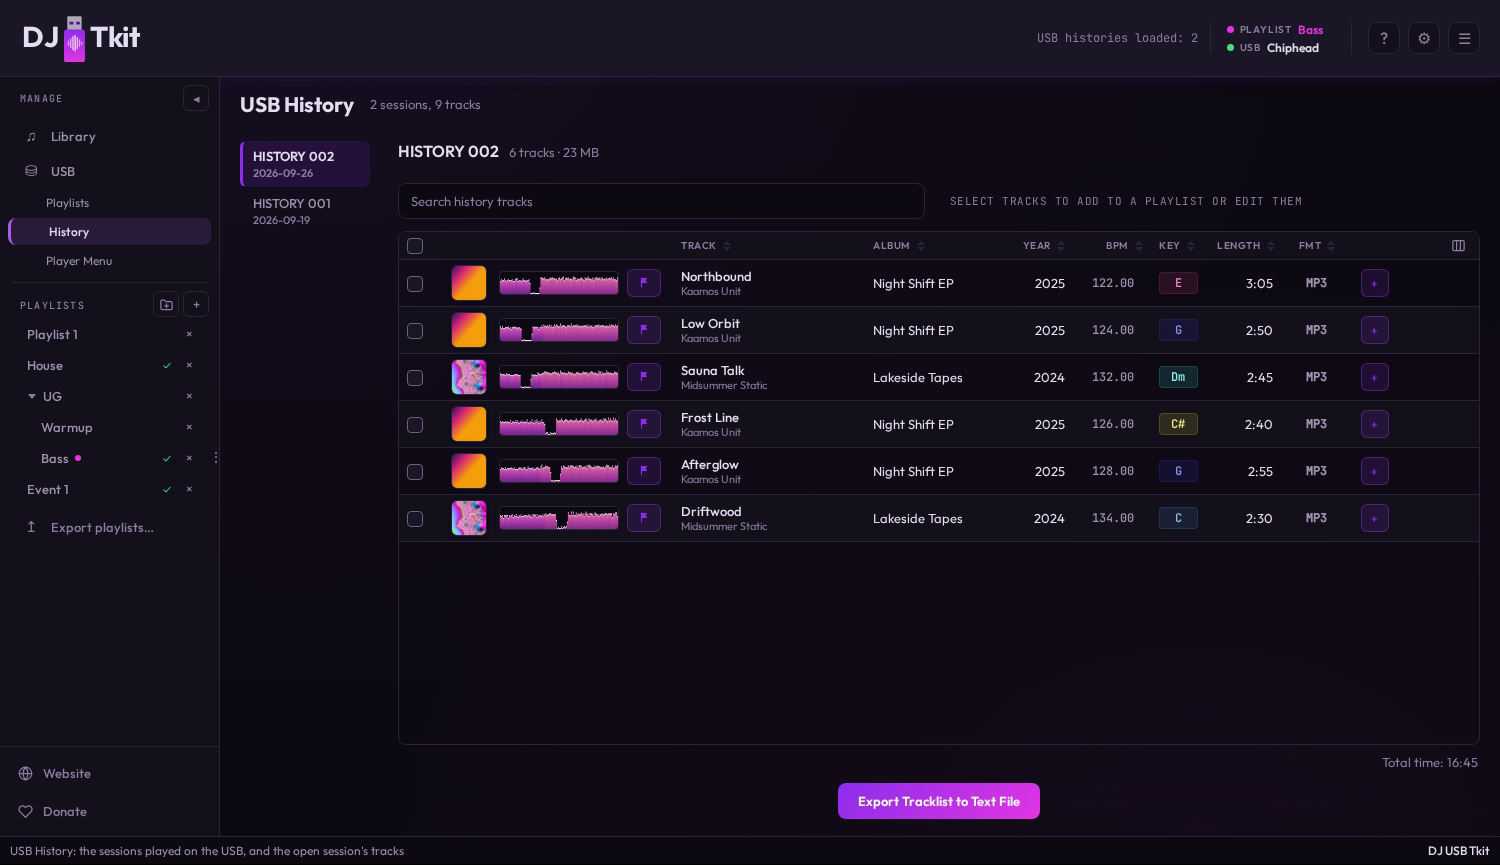 DJ Tkit
USB histories loaded: 2
PLAYLIST Bass
USB Chiphead
?
MANAGE
Library
USB
Playlists
History
Player Menu
PLAYLISTS
+
Playlist 1 ×
House ✓ ×
UG ×
Warmup ×
Bass ✓ ×
Event 1 ✓ ×
Export playlists...
Website
Donate
USB History 2 sessions, 9 tracks
HISTORY 002
2026-09-26
HISTORY 001
2026-09-19
HISTORY 002 6 tracks · 23 MB
Search history tracks
SELECT TRACKS TO ADD TO A PLAYLIST OR EDIT THEM
TRACK ALBUM YEAR BPM KEY LENGTH FMT
Northbound
Kaamos Unit
Night Shift EP 2025 122.00 E 3:05 MP3 +
Low Orbit
Kaamos Unit
Night Shift EP 2025 124.00 G 2:50 MP3 +
Sauna Talk
Midsummer Static
Lakeside Tapes 2024 132.00 Dm 2:45 MP3 +
Frost Line
Kaamos Unit
Night Shift EP 2025 126.00 C# 2:40 MP3 +
Afterglow
Kaamos Unit
Night Shift EP 2025 128.00 G 2:55 MP3 +
Driftwood
Midsummer Static
Lakeside Tapes 2024 134.00 C 2:30 MP3 +
Total time: 16:45
Export Tracklist to Text File
USB History: the sessions played on the USB, and the open session's tracks
DJ USB Tkit